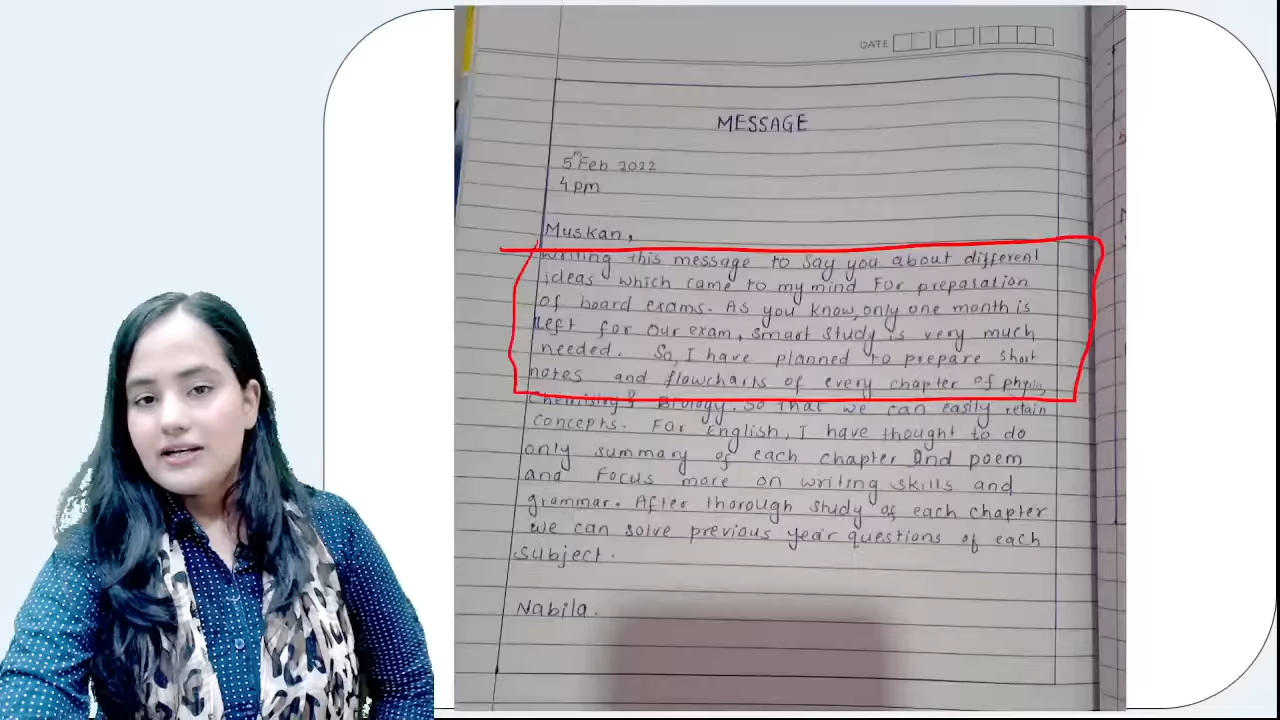 DATE
MESSAGE
5th Feb 2022
4 pm
Muskan,
Writing this message to say you about different
ideas which came to my mind For preparation
of board exams. As you know, only one month is
left for our exam, smart study is very much
needed. So, I have planned to prepare short
notes and flowcharts of every chapter of
Chemistry & Biology. So that we can easily retain
concepts. For English, I have thought to do
only summary of each chapter and poem
and Focus more on writing skills and
grammar. After thorough study of each chapter
we can solve previous year questions of each
subject.
Nabila.